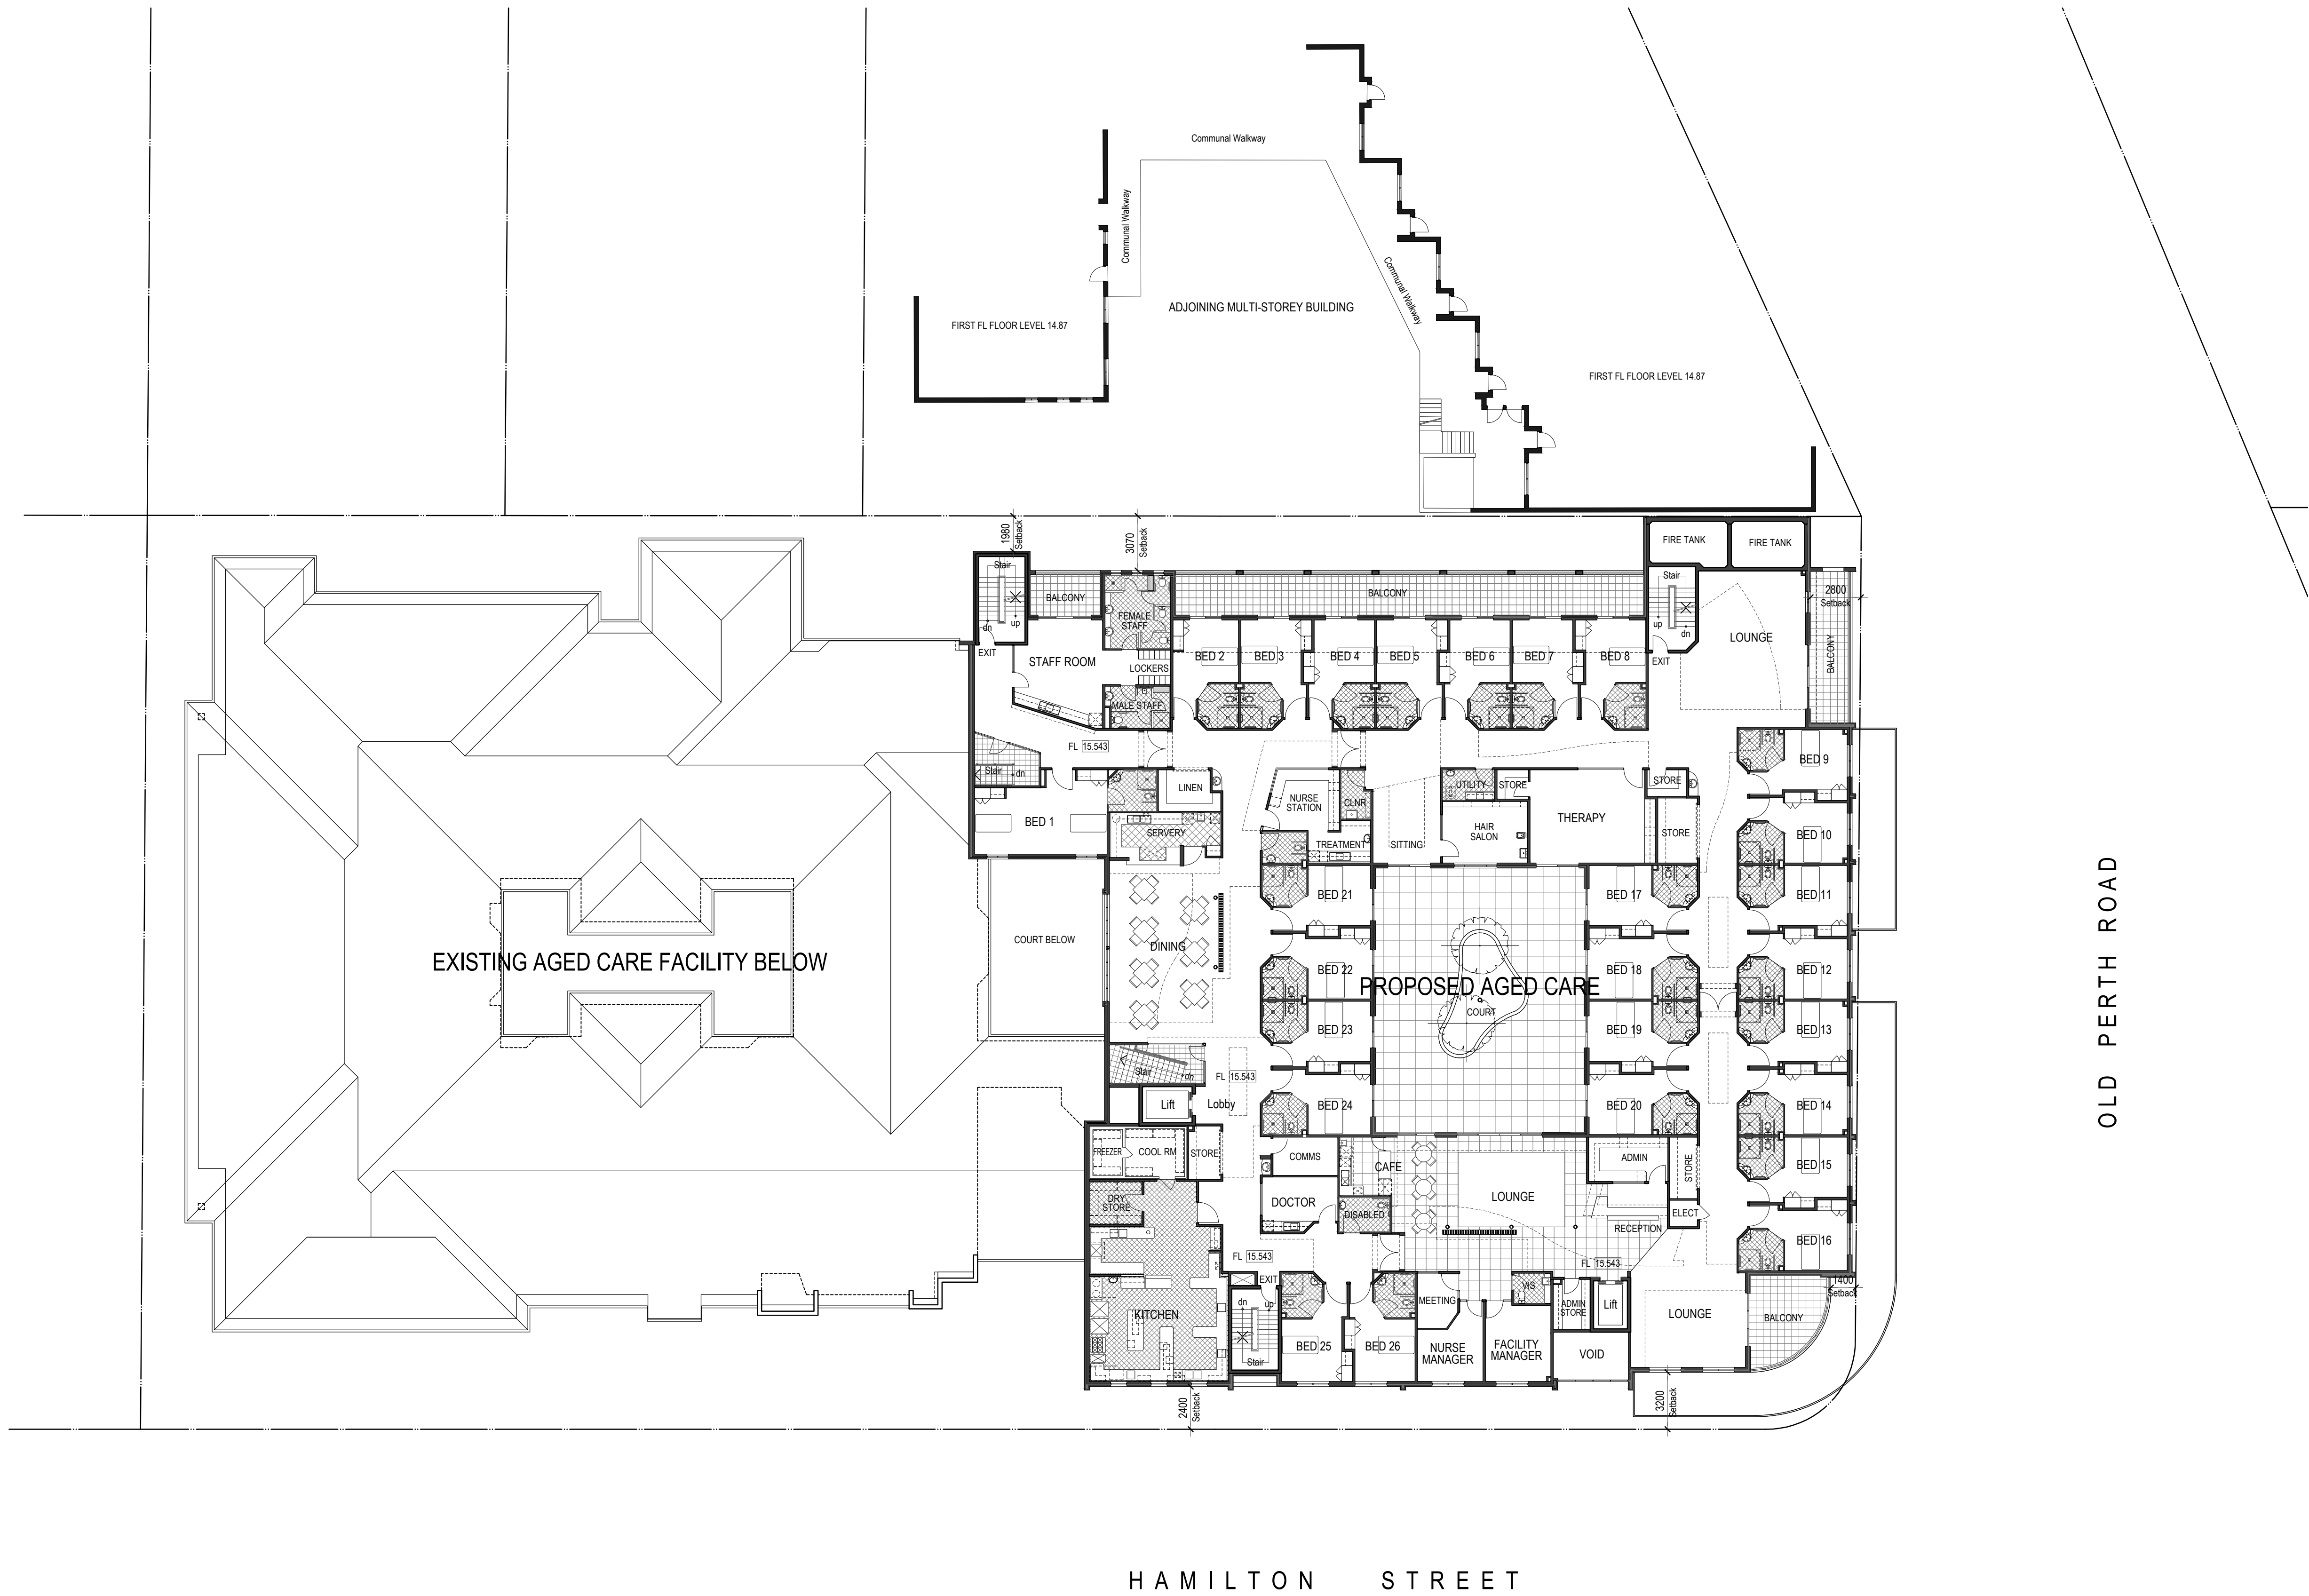 Communal Walkway
Communal Walkway
Communal Walkway
ADJOINING MULTI-STOREY BUILDING
FIRST FL FLOOR LEVEL 14.87
FIRST FL FLOOR LEVEL 14.87
1980
Setback
3070
Setback
FIRE TANK
FIRE TANK
Stair
dn
up
EXIT
BALCONY
FEMALE
STAFF
BALCONY
Stair
up
dn
EXIT
2800
Setback
LOUNGE
BALCONY
STAFF ROOM
LOCKERS
MALE STAFF
BED 2
BED 3
BED 4
BED 5
BED 6
BED 7
BED 8
FL 15.543
Stair
dn
BED 1
LINEN
SERVERY
NURSE
STATION
CLNR
TREATMENT
SITTING
UTILITY
STORE
HAIR
SALON
THERAPY
STORE
STORE
BED 9
BED 10
BED 11
BED 12
BED 13
BED 14
BED 15
BED 16
BED 17
BED 18
BED 19
BED 20
BED 21
BED 22
BED 23
BED 24
COURT BELOW
DINING
EXISTING AGED CARE FACILITY BELOW
PROPOSED AGED CARE
COURT
OLD PERTH ROAD
Stair
dn
FL 15.543
Lift
Lobby
FREEZER
COOL RM
STORE
COMMS
CAFE
LOUNGE
ADMIN
STORE
DRY
STORE
DOCTOR
DISABLED
ELECT
RECEPTION
FL 15.543
FL 15.543
EXIT
dn
up
Stair
KITCHEN
BED 25
BED 26
MEETING
NURSE
MANAGER
VIS
FACILITY
MANAGER
ADMIN
STORE
Lift
VOID
LOUNGE
BALCONY
1400
Setback
2400
Setback
3200
Setback
HAMILTON STREET